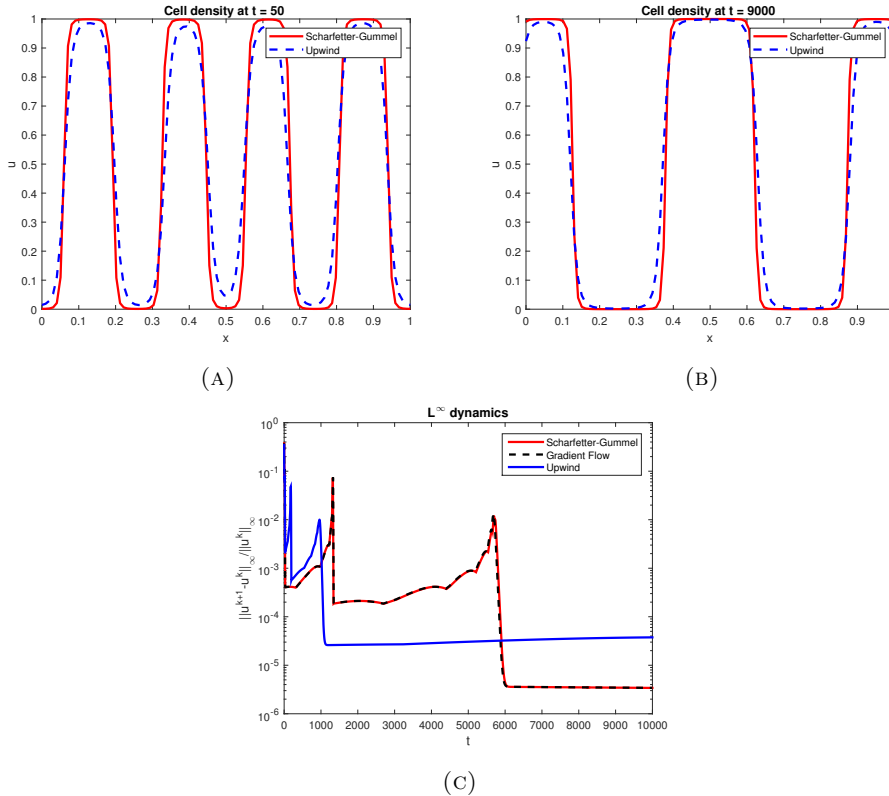 Cell density at t = 50
1
0.9
0.8
0.7
0.6
0.5
0.4
0.3
0.2
0.1
0
u
0 0.1 0.2 0.3 0.4 0.5 0.6 0.7 0.8 0.9 1
x
Scharfetter-Gummel
Upwind
(A)
Cell density at t = 9000
1
0.9
0.8
0.7
0.6
0.5
0.4
0.3
0.2
0.1
0
u
0 0.1 0.2 0.3 0.4 0.5 0.6 0.7 0.8 0.9
x
Scharfetter-Gummel
Upwind
(B)
L^∞ dynamics
10^0
10^-1
10^-2
10^-3
10^-4
10^-5
10^-6
||u^{k+1}-u^k||_∞/||u^k||_∞
0 1000 2000 3000 4000 5000 6000 7000 8000 9000 10000
t
Scharfetter-Gummel
Gradient Flow
Upwind
(C)